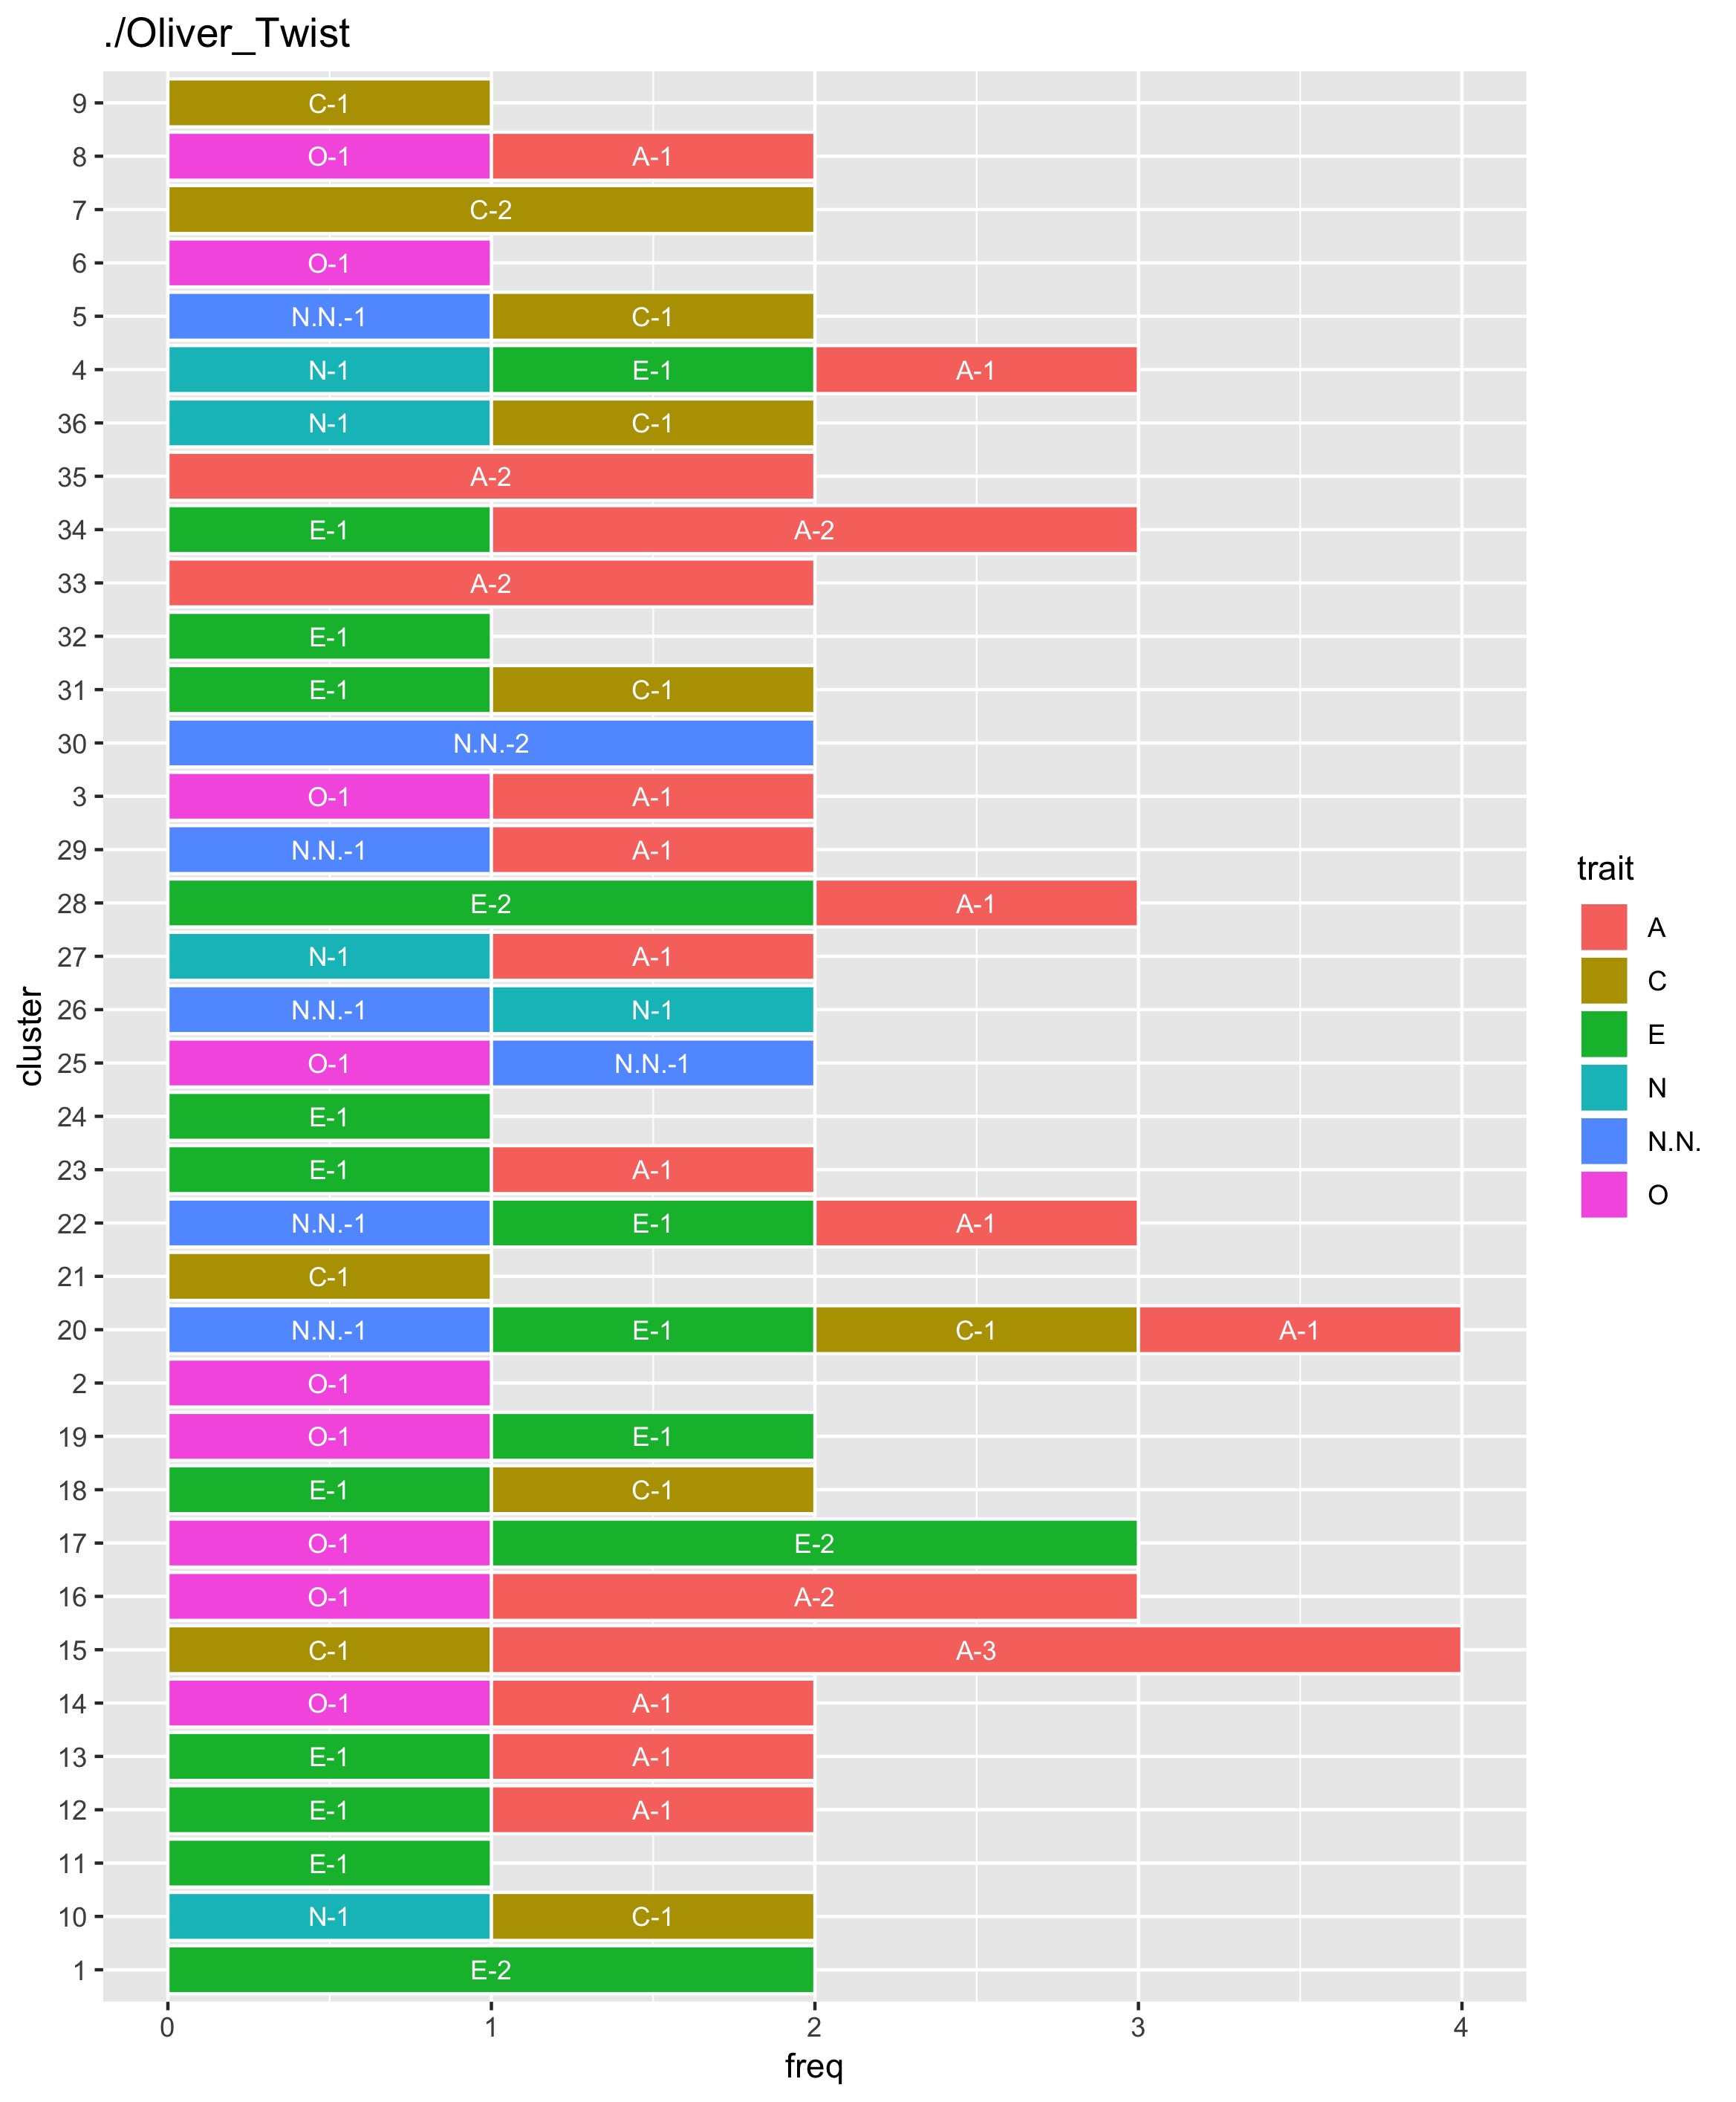 ./Oliver_Twist
9 C-1
8 O-1 A-1
7 C-2
6 O-1
5 N.N.-1 C-1
4 N-1 E-1 A-1
36 N-1 C-1
35 A-2
34 E-1 A-2
33 A-2
32 E-1
31 E-1 C-1
30 N.N.-2
3 O-1 A-1
29 N.N.-1 A-1
28 E-2 A-1
27 N-1 A-1
26 N.N.-1 N-1
25 O-1 N.N.-1
24 E-1
23 E-1 A-1
22 N.N.-1 E-1 A-1
21 C-1
20 N.N.-1 E-1 C-1 A-1
2 O-1
19 O-1 E-1
18 E-1 C-1
17 O-1 E-2
16 O-1 A-2
15 C-1 A-3
14 O-1 A-1
13 E-1 A-1
12 E-1 A-1
11 E-1
10 N-1 C-1
1 E-2
0 1 2 3 4
freq
cluster
trait
A
C
E
N
N.N.
O